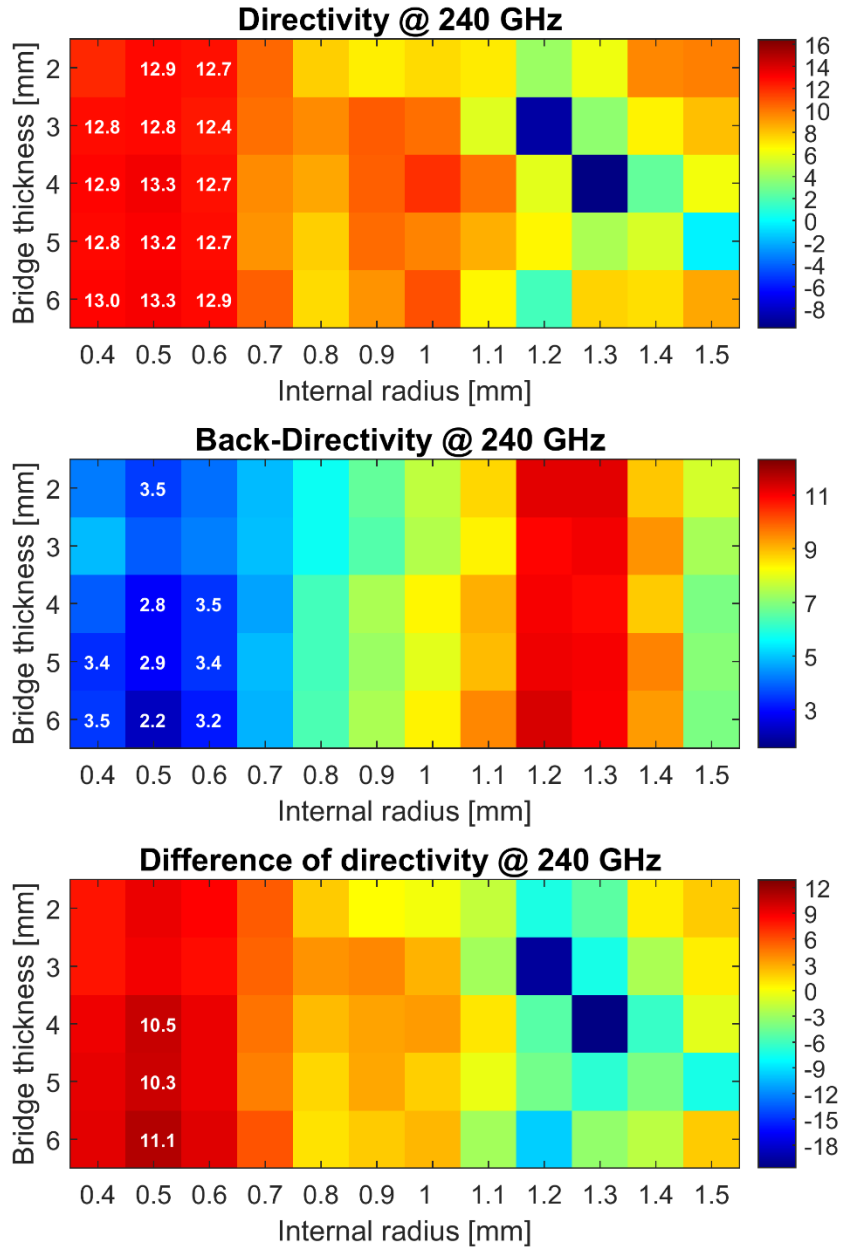 Directivity @ 240 GHz
Bridge thickness [mm]
2 12.9 12.7
3 12.8 12.8 12.4
4 12.9 13.3 12.7
5 12.8 13.2 12.7
6 13.0 13.3 12.9
0.4 0.5 0.6 0.7 0.8 0.9 1 1.1 1.2 1.3 1.4 1.5
Internal radius [mm]
16
14
12
10
8
6
4
2
0
-2
-4
-6
-8
Back-Directivity @ 240 GHz
Bridge thickness [mm]
2 3.5
3
4 2.8 3.5
5 3.4 2.9 3.4
6 3.5 2.2 3.2
0.4 0.5 0.6 0.7 0.8 0.9 1 1.1 1.2 1.3 1.4 1.5
Internal radius [mm]
11
9
7
5
3
Difference of directivity @ 240 GHz
Bridge thickness [mm]
2
3
4 10.5
5 10.3
6 11.1
0.4 0.5 0.6 0.7 0.8 0.9 1 1.1 1.2 1.3 1.4 1.5
Internal radius [mm]
12
9
6
3
0
-3
-6
-9
-12
-15
-18